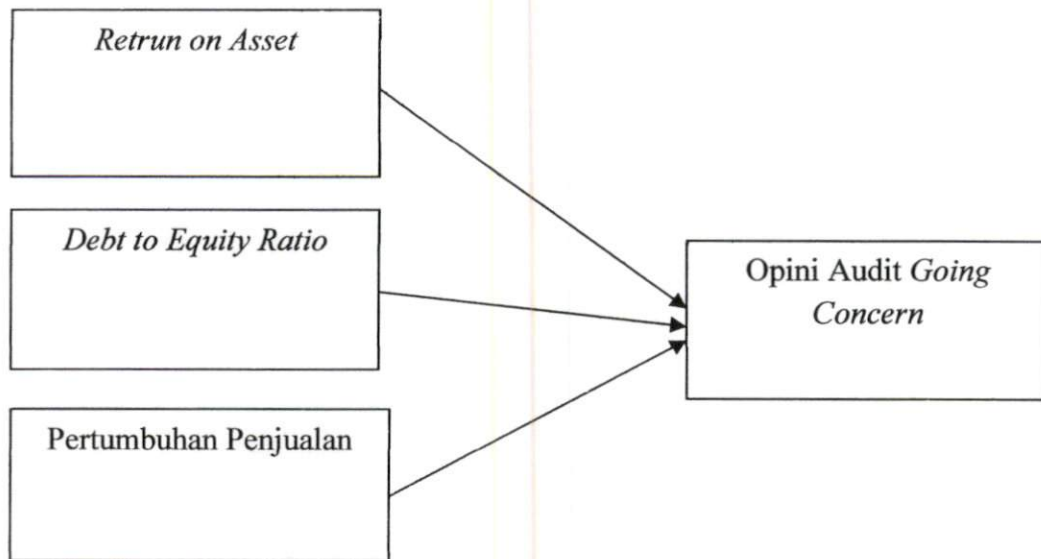 Retrun on Asset
Debt to Equity Ratio
Opini Audit Going
Concern
Pertumbuhan Penjualan